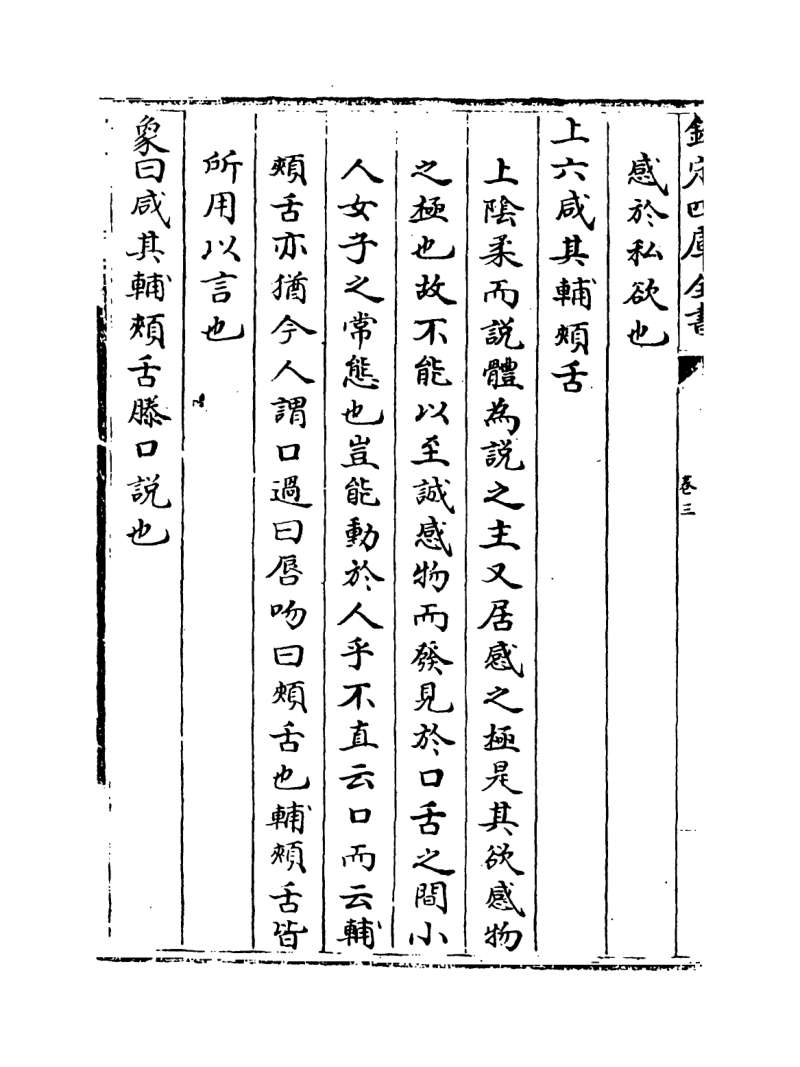 欽定四庫全書
卷三
感於私欲也
上六咸其輔頰舌
上陰柔而說體為說之主又居感之極是其欲感物
之極也故不能以至誠感物而發見於口舌之間小
人女子之常態也豈能動於人乎不直云口而云輔
頰舌亦猶今人謂口過曰唇吻曰頰舌也輔頰舌皆
所用以言也
象曰咸其輔頰舌滕口說也